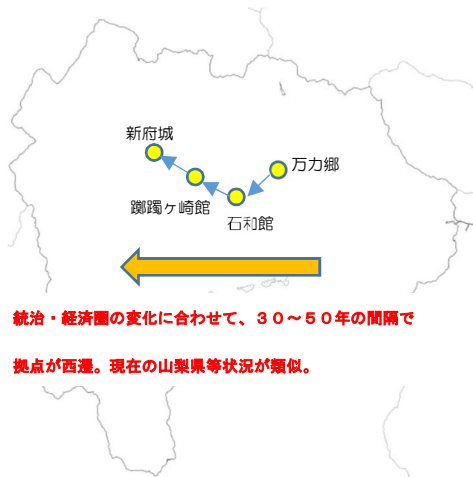 新府城
万力郷
躑躅ヶ崎館
石和館
統治・経済圏の変化に合わせて、３０～５０年の間隔で
拠点が西遷。現在の山梨県等状況が類似。